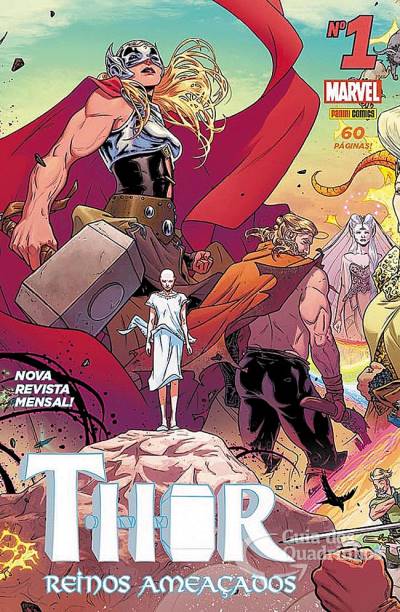 Nº1
MARVEL
PANINI COMICS
60
PÁGINAS!
NOVA
REVISTA
MENSAL!
THOR
REINOS AMEAÇADOS
Guia dos
Quadrinhos